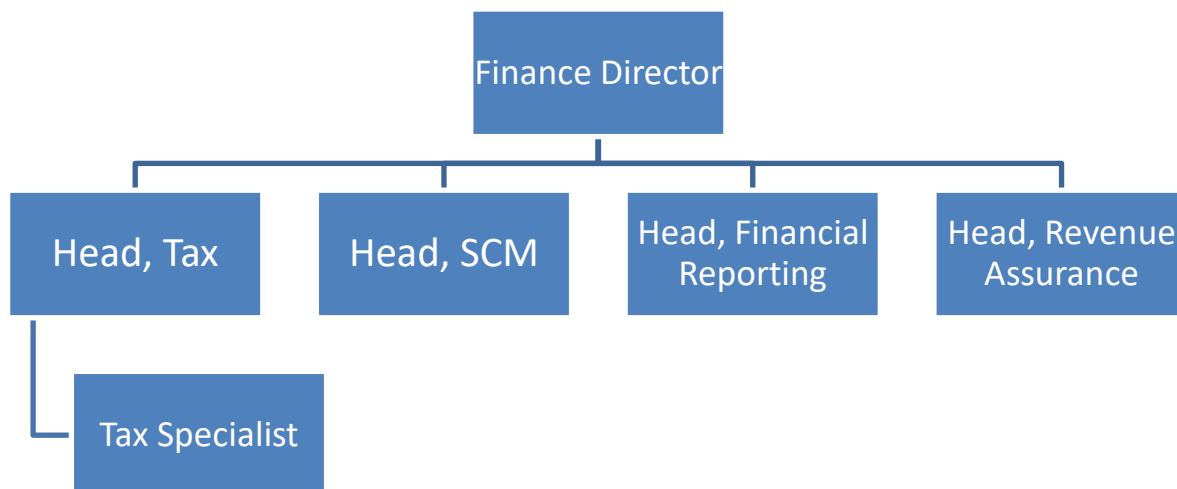 Finance Director
Head, Tax
Head, SCM
Head, Financial
Reporting
Head, Revenue
Assurance
Tax Specialist